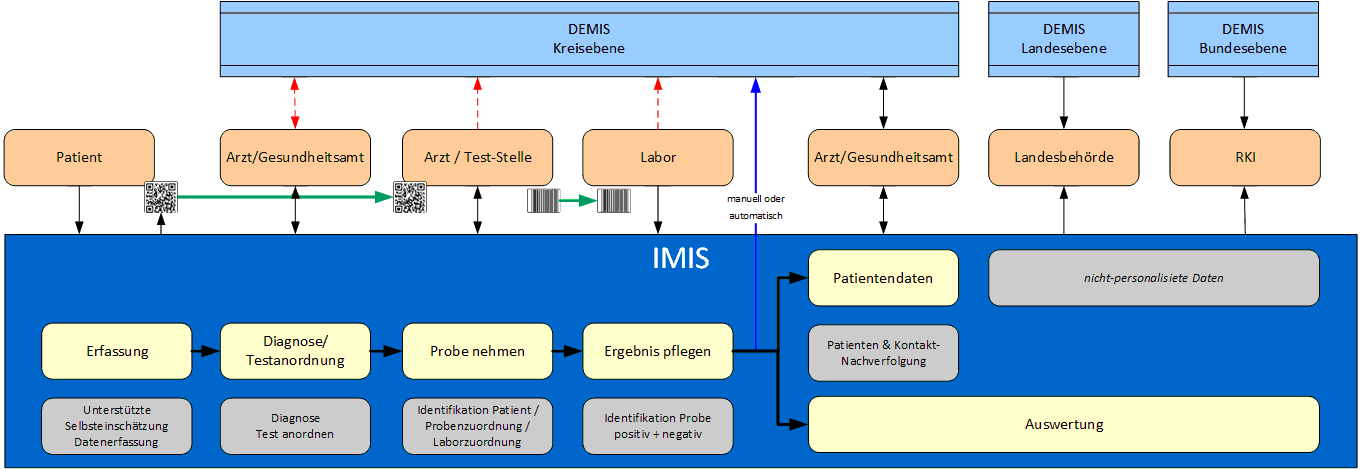 DEMIS
Kreisebene
DEMIS
Landesebene
DEMIS
Bundesebene
Patient
Arzt/Gesundheitsamt
Arzt / Test-Stelle
Labor
Arzt/Gesundheitsamt
Landesbehörde
RKI
manuell oder
automatisch
IMIS
Patientendaten
nicht-personalisiete Daten
Erfassung
Diagnose/
Testanordnung
Probe nehmen
Ergebnis pflegen
Patienten & Kontakt-
Nachverfolgung
Unterstützte
Selbsteinschätzung
Datenerfassung
Diagnose
Test anordnen
Identifikation Patient /
Probenzuordnung /
Laborzuordnung
Identifikation Probe
positiv + negativ
Auswertung